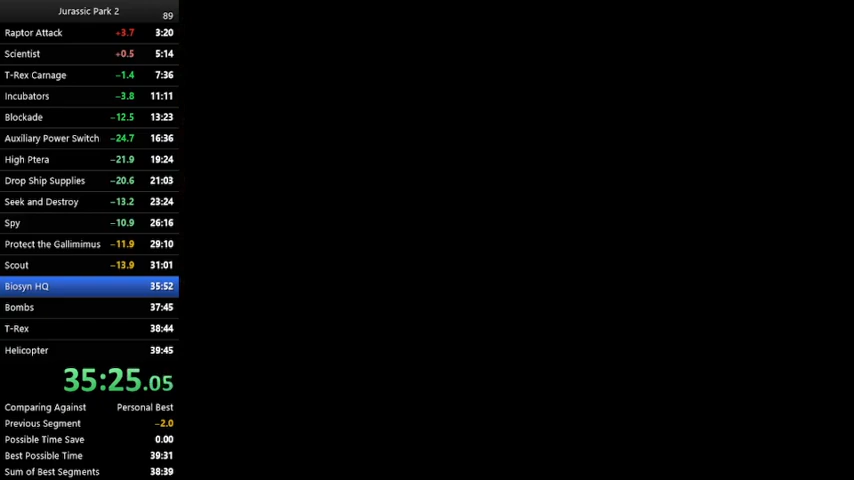 Jurassic Park 2
89
Raptor Attack +3.7 3:20
Scientist +0.5 5:14
T-Rex Carnage −1.4 7:36
Incubators −3.8 11:11
Blockade −12.5 13:23
Auxiliary Power Switch −24.7 16:36
High Ptera −21.9 19:24
Drop Ship Supplies −20.6 21:03
Seek and Destroy −13.2 23:24
Spy −10.9 26:16
Protect the Gallimimus −11.9 29:10
Scout −13.9 31:01
Biosyn HQ 35:52
Bombs 37:45
T-Rex 38:44
Helicopter 39:45
35:25.05
Comparing Against Personal Best
Previous Segment −2.0
Possible Time Save 0.00
Best Possible Time 39:31
Sum of Best Segments 38:39